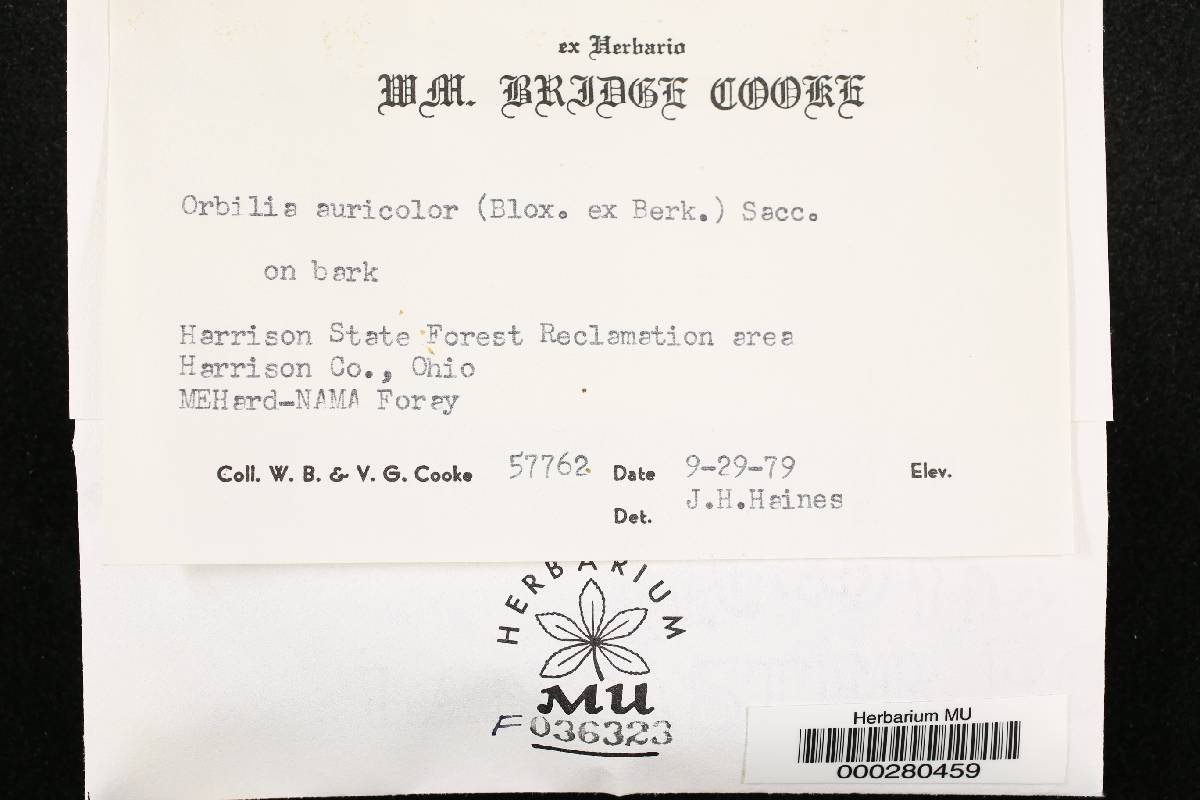 ex Herbario
WM. BRIDGE COOKE
Orbilia auricolor (Blox. ex Berk.) Sacc.
on bark
Harrison State Forest Reclamation area
Harrison Co., Ohio
MEHard-NAMA Foray
Coll. W. B. & V. G. Cooke 57762 Date 9-29-79 Elev.
Det. J.H.Haines
HERBARIUM
MU
F036323
Herbarium MU
000280459